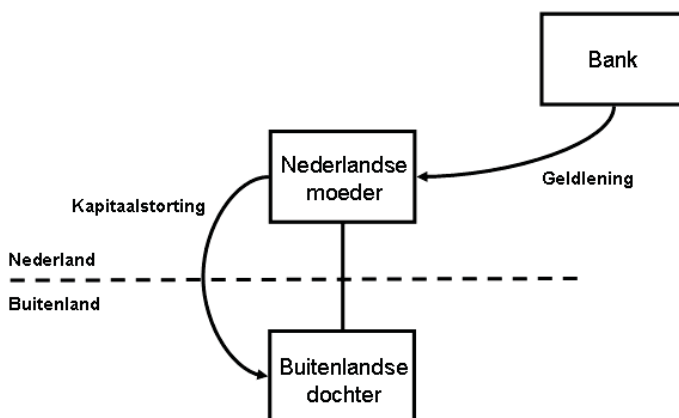 Bank
Nederlandse
moeder
Geldlening
Kapitaalstorting
Nederland
Buitenland
Buitenlandse
dochter